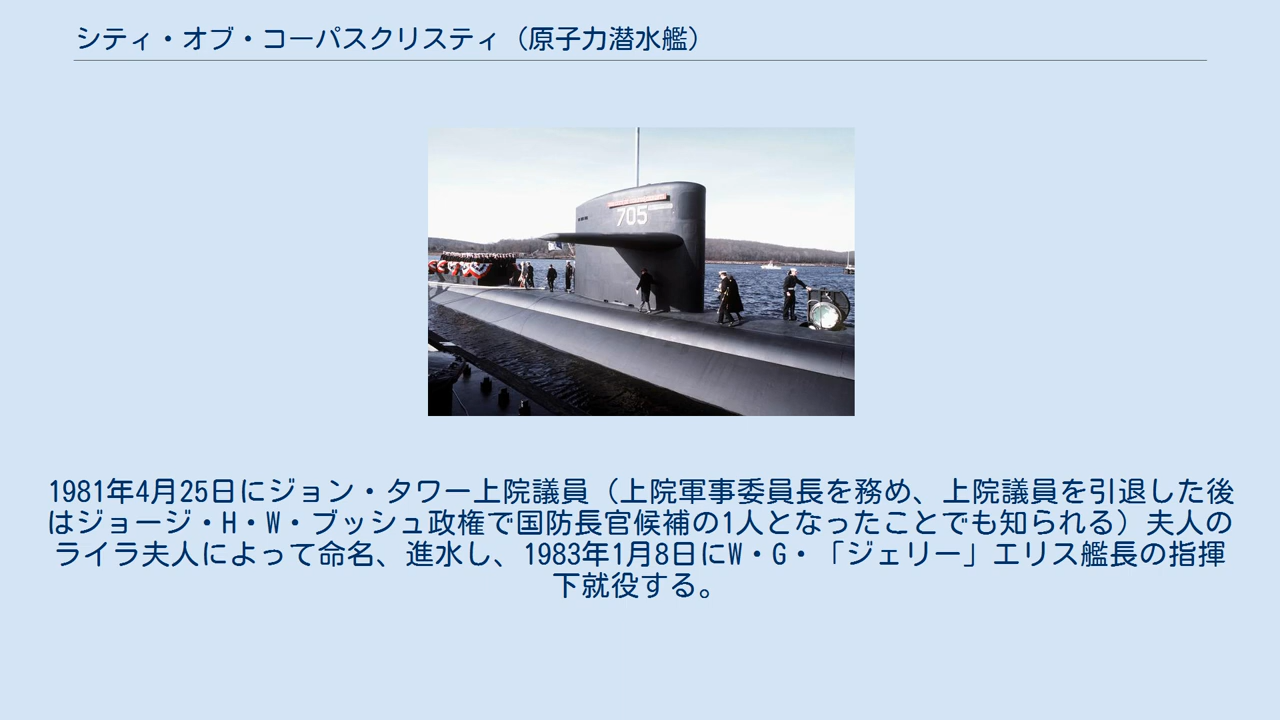 シティ・オブ・コーパスクリスティ（原子力潜水艦）
705
1981年4月25日にジョン・タワー上院議員（上院軍事委員長を務め、上院議員を引退した後
はジョージ・H・W・ブッシュ政権で国防長官候補の1人となったことでも知られる）夫人の
ライラ夫人によって命名、進水し、1983年1月8日にW・G・「ジェリー」エリス艦長の指揮
下就役する。